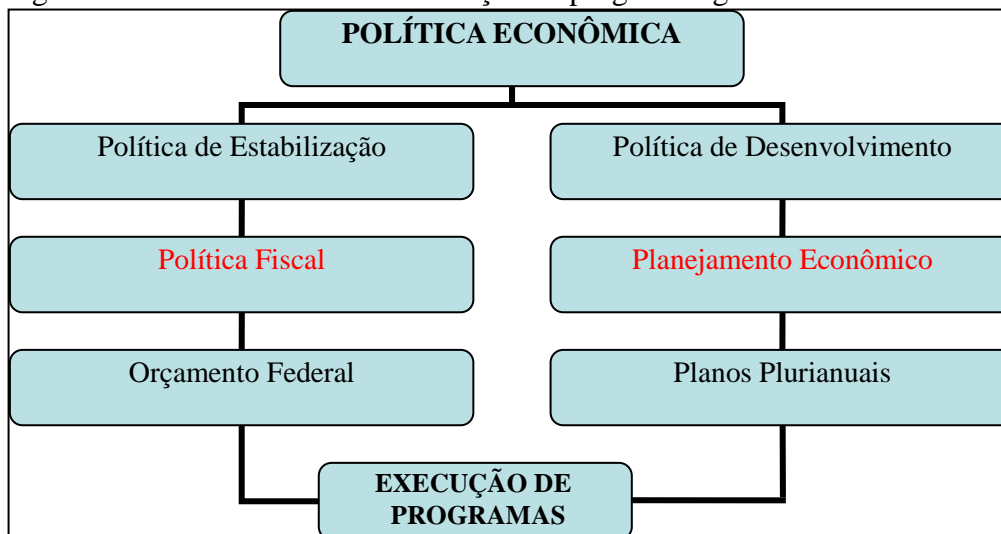 POLÍTICA ECONÔMICA
Política de Estabilização
Política de Desenvolvimento
Política Fiscal
Planejamento Econômico
Orçamento Federal
Planos Plurianuais
EXECUÇÃO DE
PROGRAMAS